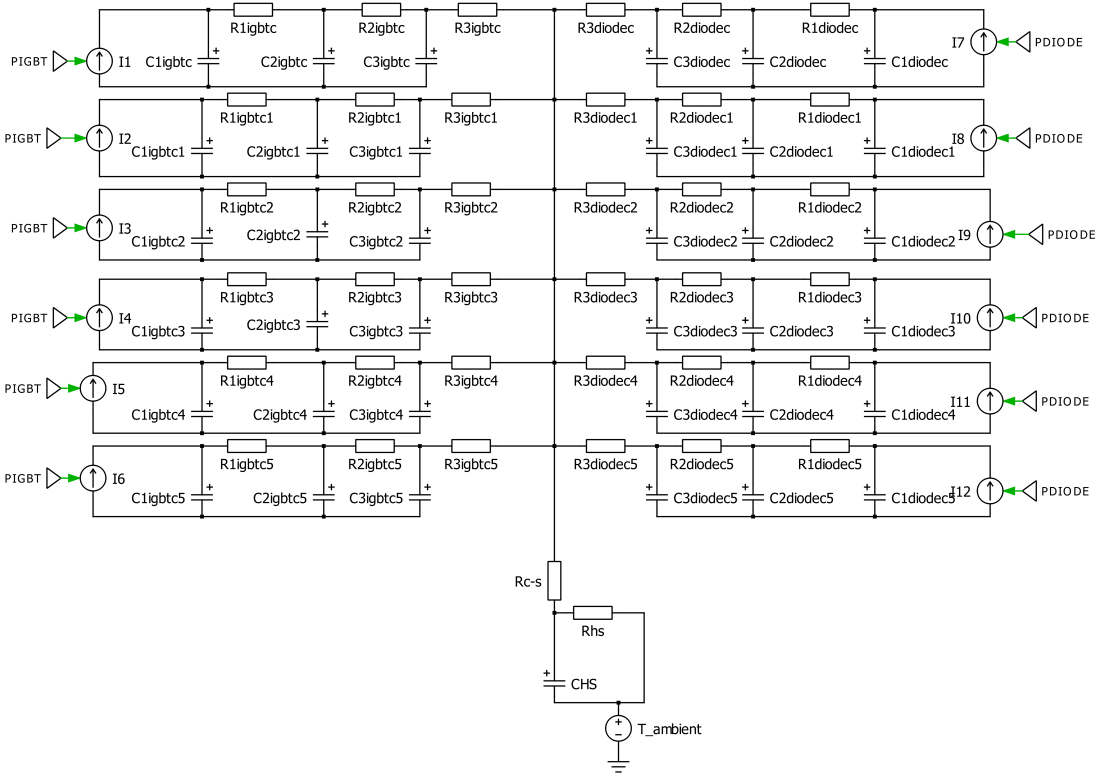 R1igbtc R2igbtc R3igbtc R3diodec R2diodec R1diodec
PIGBT I1 C1igbtc C2igbtc C3igbtc C3diodec C2diodec C1diodec I7 PDIODE
R1igbtc1 R2igbtc1 R3igbtc1 R3diodec1 R2diodec1 R1diodec1
PIGBT I2 C1igbtc1 C2igbtc1 C3igbtc1 C3diodec1 C2diodec1 C1diodec1 I8 PDIODE
R1igbtc2 R2igbtc2 R3igbtc2 R3diodec2 R2diodec2 R1diodec2
PIGBT I3 C1igbtc2 C2igbtc2 C3igbtc2 C3diodec2 C2diodec2 C1diodec2 I9 PDIODE
R1igbtc3 R2igbtc3 R3igbtc3 R3diodec3 R2diodec3 R1diodec3
PIGBT I4 C1igbtc3 C2igbtc3 C3igbtc3 C3diodec3 C2diodec3 C1diodec3 I10 PDIODE
R1igbtc4 R2igbtc4 R3igbtc4 R3diodec4 R2diodec4 R1diodec4
PIGBT I5 C1igbtc4 C2igbtc4 C3igbtc4 C3diodec4 C2diodec4 C1diodec4 I11 PDIODE
R1igbtc5 R2igbtc5 R3igbtc5 R3diodec5 R2diodec5 R1diodec5
PIGBT I6 C1igbtc5 C2igbtc5 C3igbtc5 C3diodec5 C2diodec5 C1diodec5 I12 PDIODE
Rc-s
Rhs
CHS
T_ambient